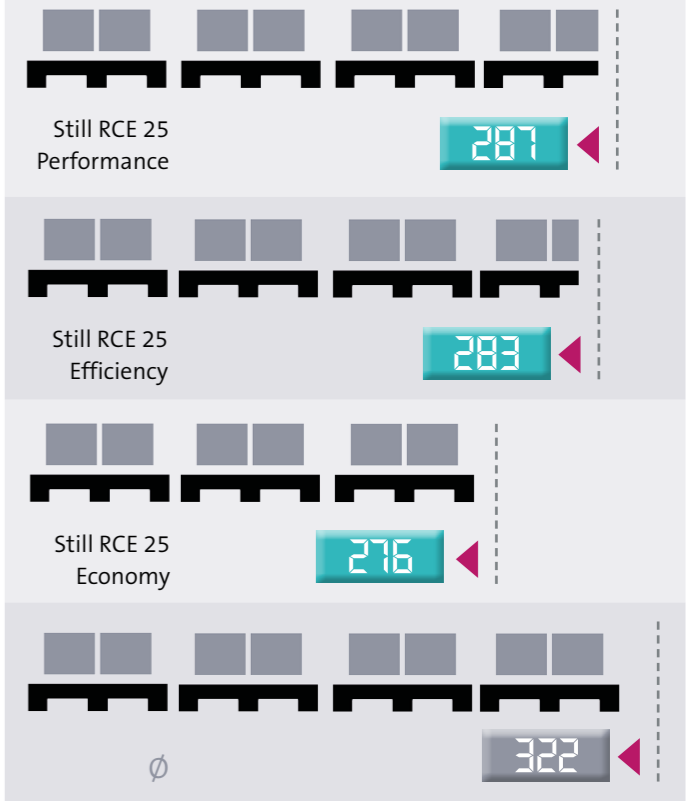 Still RCE 25
Performance
287
Still RCE 25
Efficiency
283
Still RCE 25
Economy
276
Ø
322